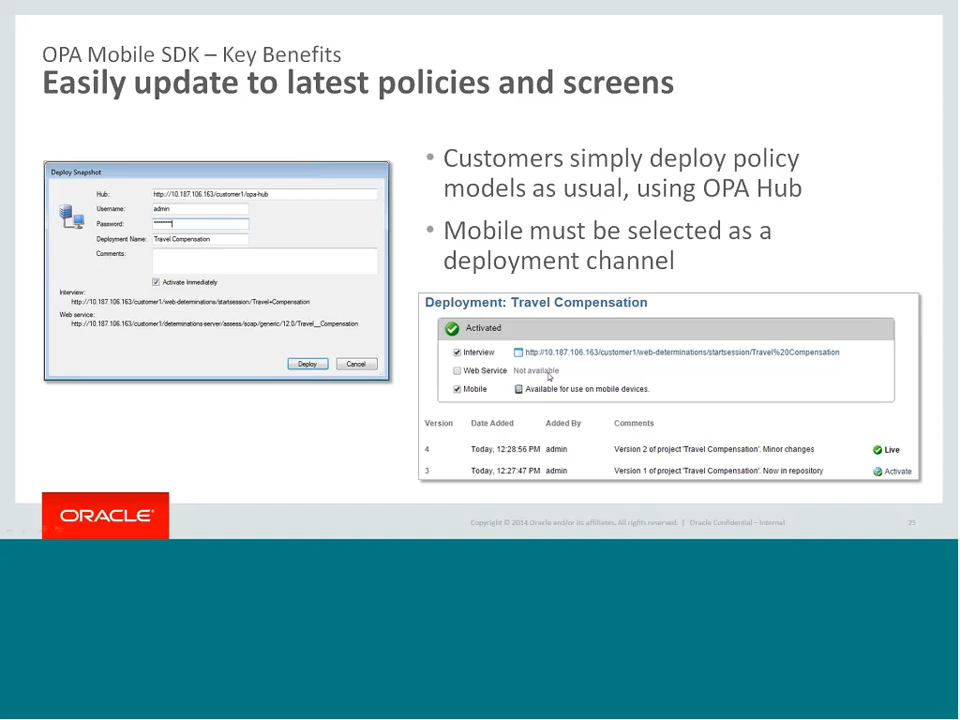 OPA Mobile SDK – Key Benefits
Easily update to latest policies and screens
Deploy Snapshot
Hub: http://10.187.106.163/customer1/opa-hub
Username: admin
Password: ********
Deployment Name: Travel Compensation
Comments:
Activate Immediately
Interview:
http://10.187.106.163/customer1/web-determinations/startsession/Travel+Compensation
Web service:
http://10.187.106.163/customer1/determinations-server/assess/soap/generic/12.0/Travel__Compensation
Deploy Cancel
• Customers simply deploy policy
models as usual, using OPA Hub
• Mobile must be selected as a
deployment channel
Deployment: Travel Compensation
Activated
Interview http://10.187.106.163/customer1/web-determinations/startsession/Travel%20Compensation
Web Service Not available
Mobile Available for use on mobile devices.
Version Date Added Added By Comments
4 Today, 12:28:56 PM admin Version 2 of project 'Travel Compensation'. Minor changes Live
3 Today, 12:27:47 PM admin Version 1 of project 'Travel Compensation'. Now in repository Activate
ORACLE®
Copyright © 2014 Oracle and/or its affiliates. All rights reserved. | Oracle Confidential – Internal 25